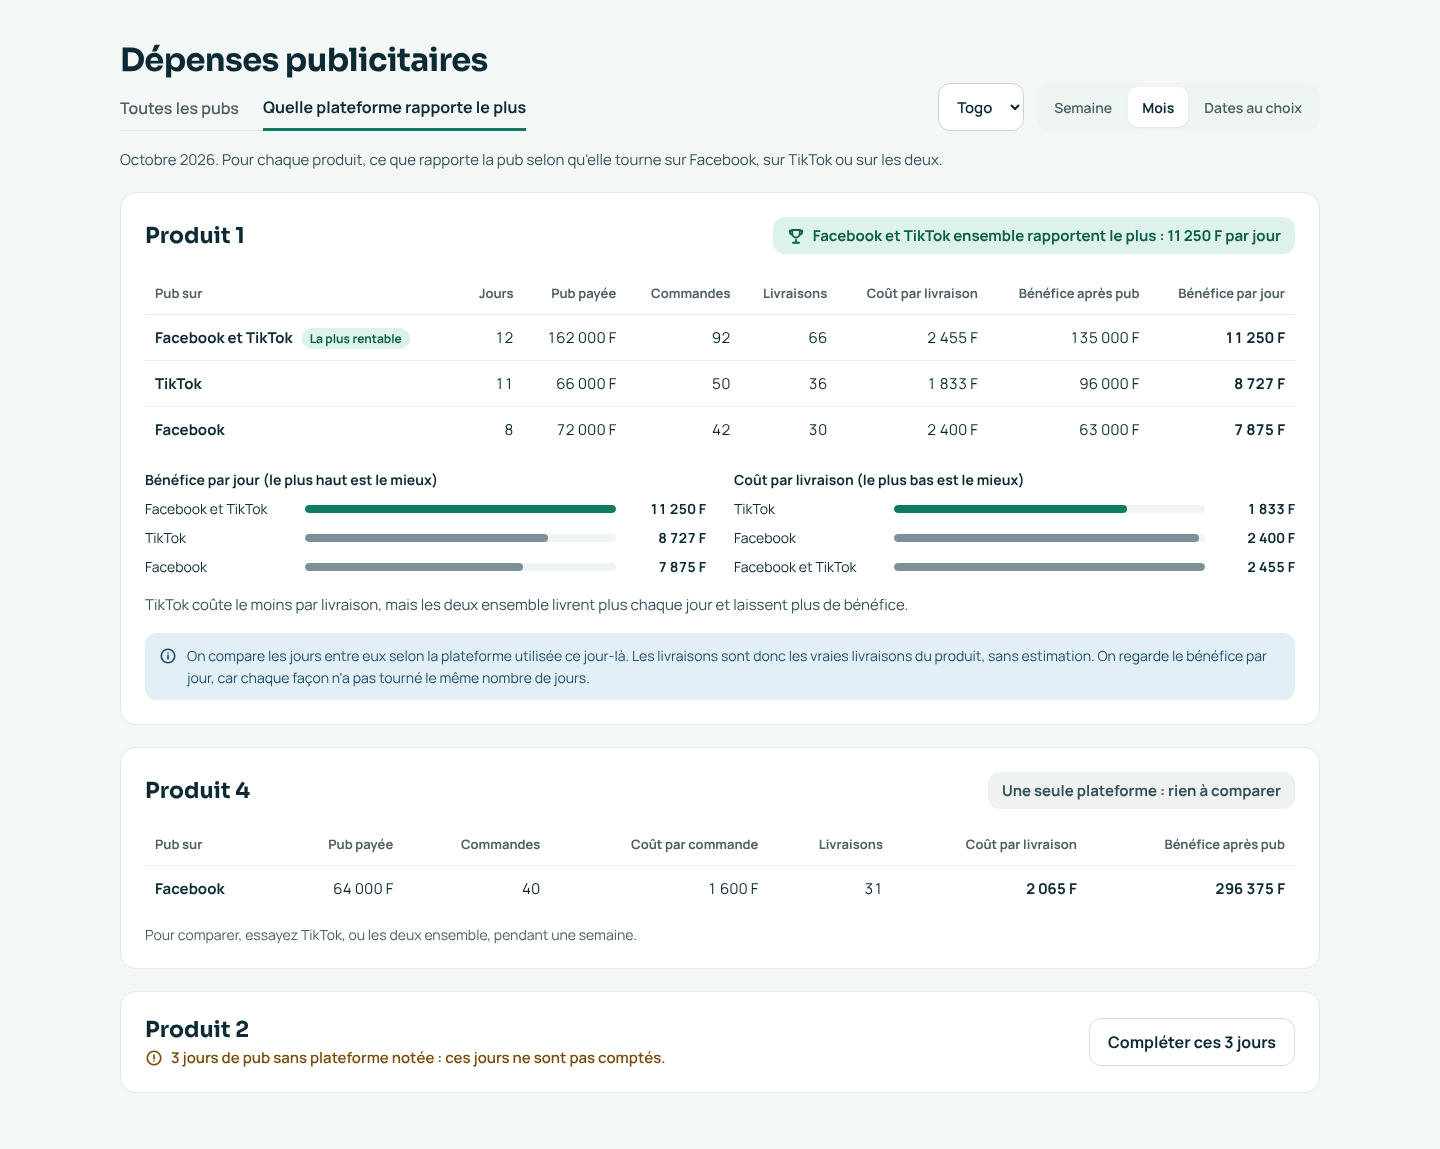 Dépenses publicitaires
Toutes les pubs Quelle plateforme rapporte le plus Togo Semaine Mois Dates au choix
Octobre 2026. Pour chaque produit, ce que rapporte la pub selon qu'elle tourne sur Facebook, sur TikTok ou sur les deux.
Produit 1 Facebook et TikTok ensemble rapportent le plus : 11 250 F par jour
Pub sur Jours Pub payée Commandes Livraisons Coût par livraison Bénéfice après pub Bénéfice par jour
Facebook et TikTok La plus rentable 12 162 000 F 92 66 2 455 F 135 000 F 11 250 F
TikTok 11 66 000 F 50 36 1 833 F 96 000 F 8 727 F
Facebook 8 72 000 F 42 30 2 400 F 63 000 F 7 875 F
Bénéfice par jour (le plus haut est le mieux) Coût par livraison (le plus bas est le mieux)
Facebook et TikTok 11 250 F TikTok 1 833 F
TikTok 8 727 F Facebook 2 400 F
Facebook 7 875 F Facebook et TikTok 2 455 F
TikTok coûte le moins par livraison, mais les deux ensemble livrent plus chaque jour et laissent plus de bénéfice.
On compare les jours entre eux selon la plateforme utilisée ce jour-là. Les livraisons sont donc les vraies livraisons du produit, sans estimation. On regarde le bénéfice par
jour, car chaque façon n'a pas tourné le même nombre de jours.
Produit 4 Une seule plateforme : rien à comparer
Pub sur Pub payée Commandes Coût par commande Livraisons Coût par livraison Bénéfice après pub
Facebook 64 000 F 40 1 600 F 31 2 065 F 296 375 F
Pour comparer, essayez TikTok, ou les deux ensemble, pendant une semaine.
Produit 2
3 jours de pub sans plateforme notée : ces jours ne sont pas comptés. Compléter ces 3 jours